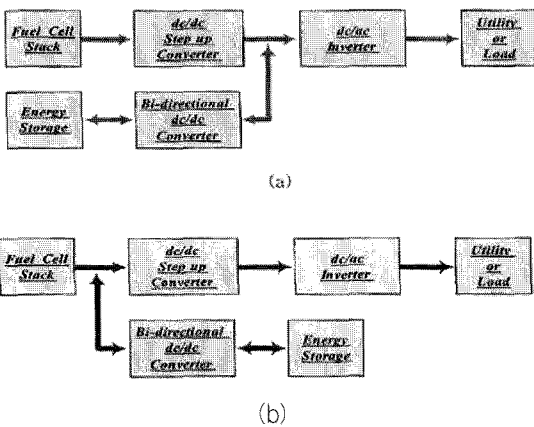 Fuel Cell
Stack
dc/dc
Step up
Converter
dc/ac
Inverter
Utility
or
Load
Energy
Storage
Bi-directional
dc/dc
Converter
(a)
Fuel Cell
Stack
dc/dc
Step up
Converter
dc/ac
Inverter
Utility
or
Load
Bi-directional
dc/dc
Converter
Energy
Storage
(b)